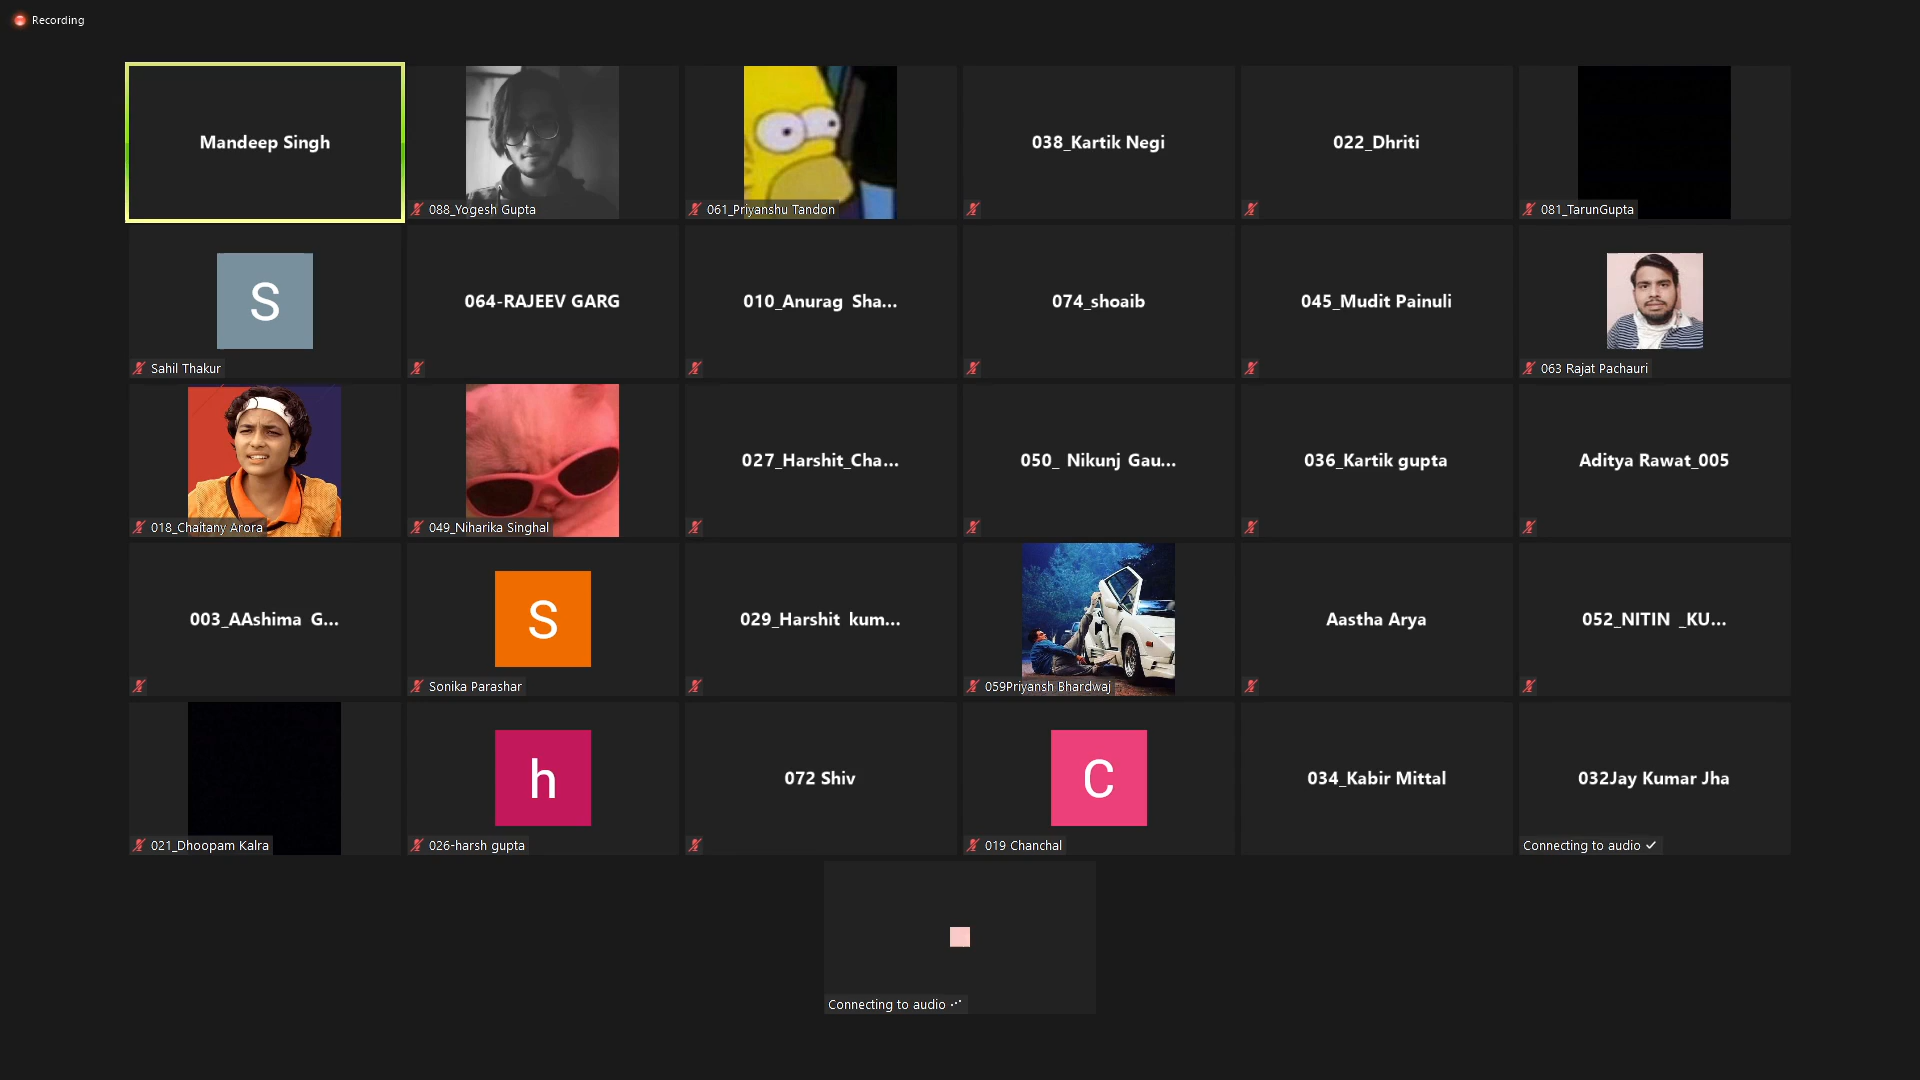 Recording
Mandeep Singh
088_Yogesh Gupta
061_Priyanshu Tandon
038_Kartik Negi
022_Dhriti
081_TarunGupta
S
Sahil Thakur
064-RAJEEV GARG
010_Anurag Sha...
074_shoaib
045_Mudit Painuli
063 Rajat Pachauri
018_Chaitany Arora
049_Niharika Singhal
027_Harshit_Cha...
050_ Nikunj Gau...
036_Kartik gupta
Aditya Rawat_005
003_AAshima G...
S
Sonika Parashar
029_Harshit kum...
059Priyansh Bhardwaj
Aastha Arya
052_NITIN _KU...
021_Dhoopam Kalra
h
026-harsh gupta
072 Shiv
C
019 Chanchal
034_Kabir Mittal
032Jay Kumar Jha
Connecting to audio
Connecting to audio